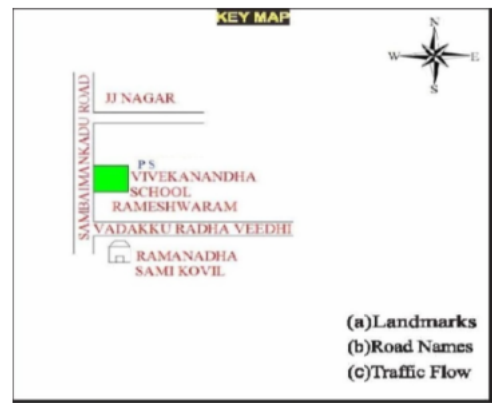 KEY MAP
N
W E
S
JJ NAGAR
SAMBAIMANKADU ROAD
P S
VIVEKANANDHA
SCHOOL
RAMESHWARAM
VADAKKU RADHA VEEDHI
RAMANADHA
SAMI KOVIL
(a)Landmarks
(b)Road Names
(c)Traffic Flow